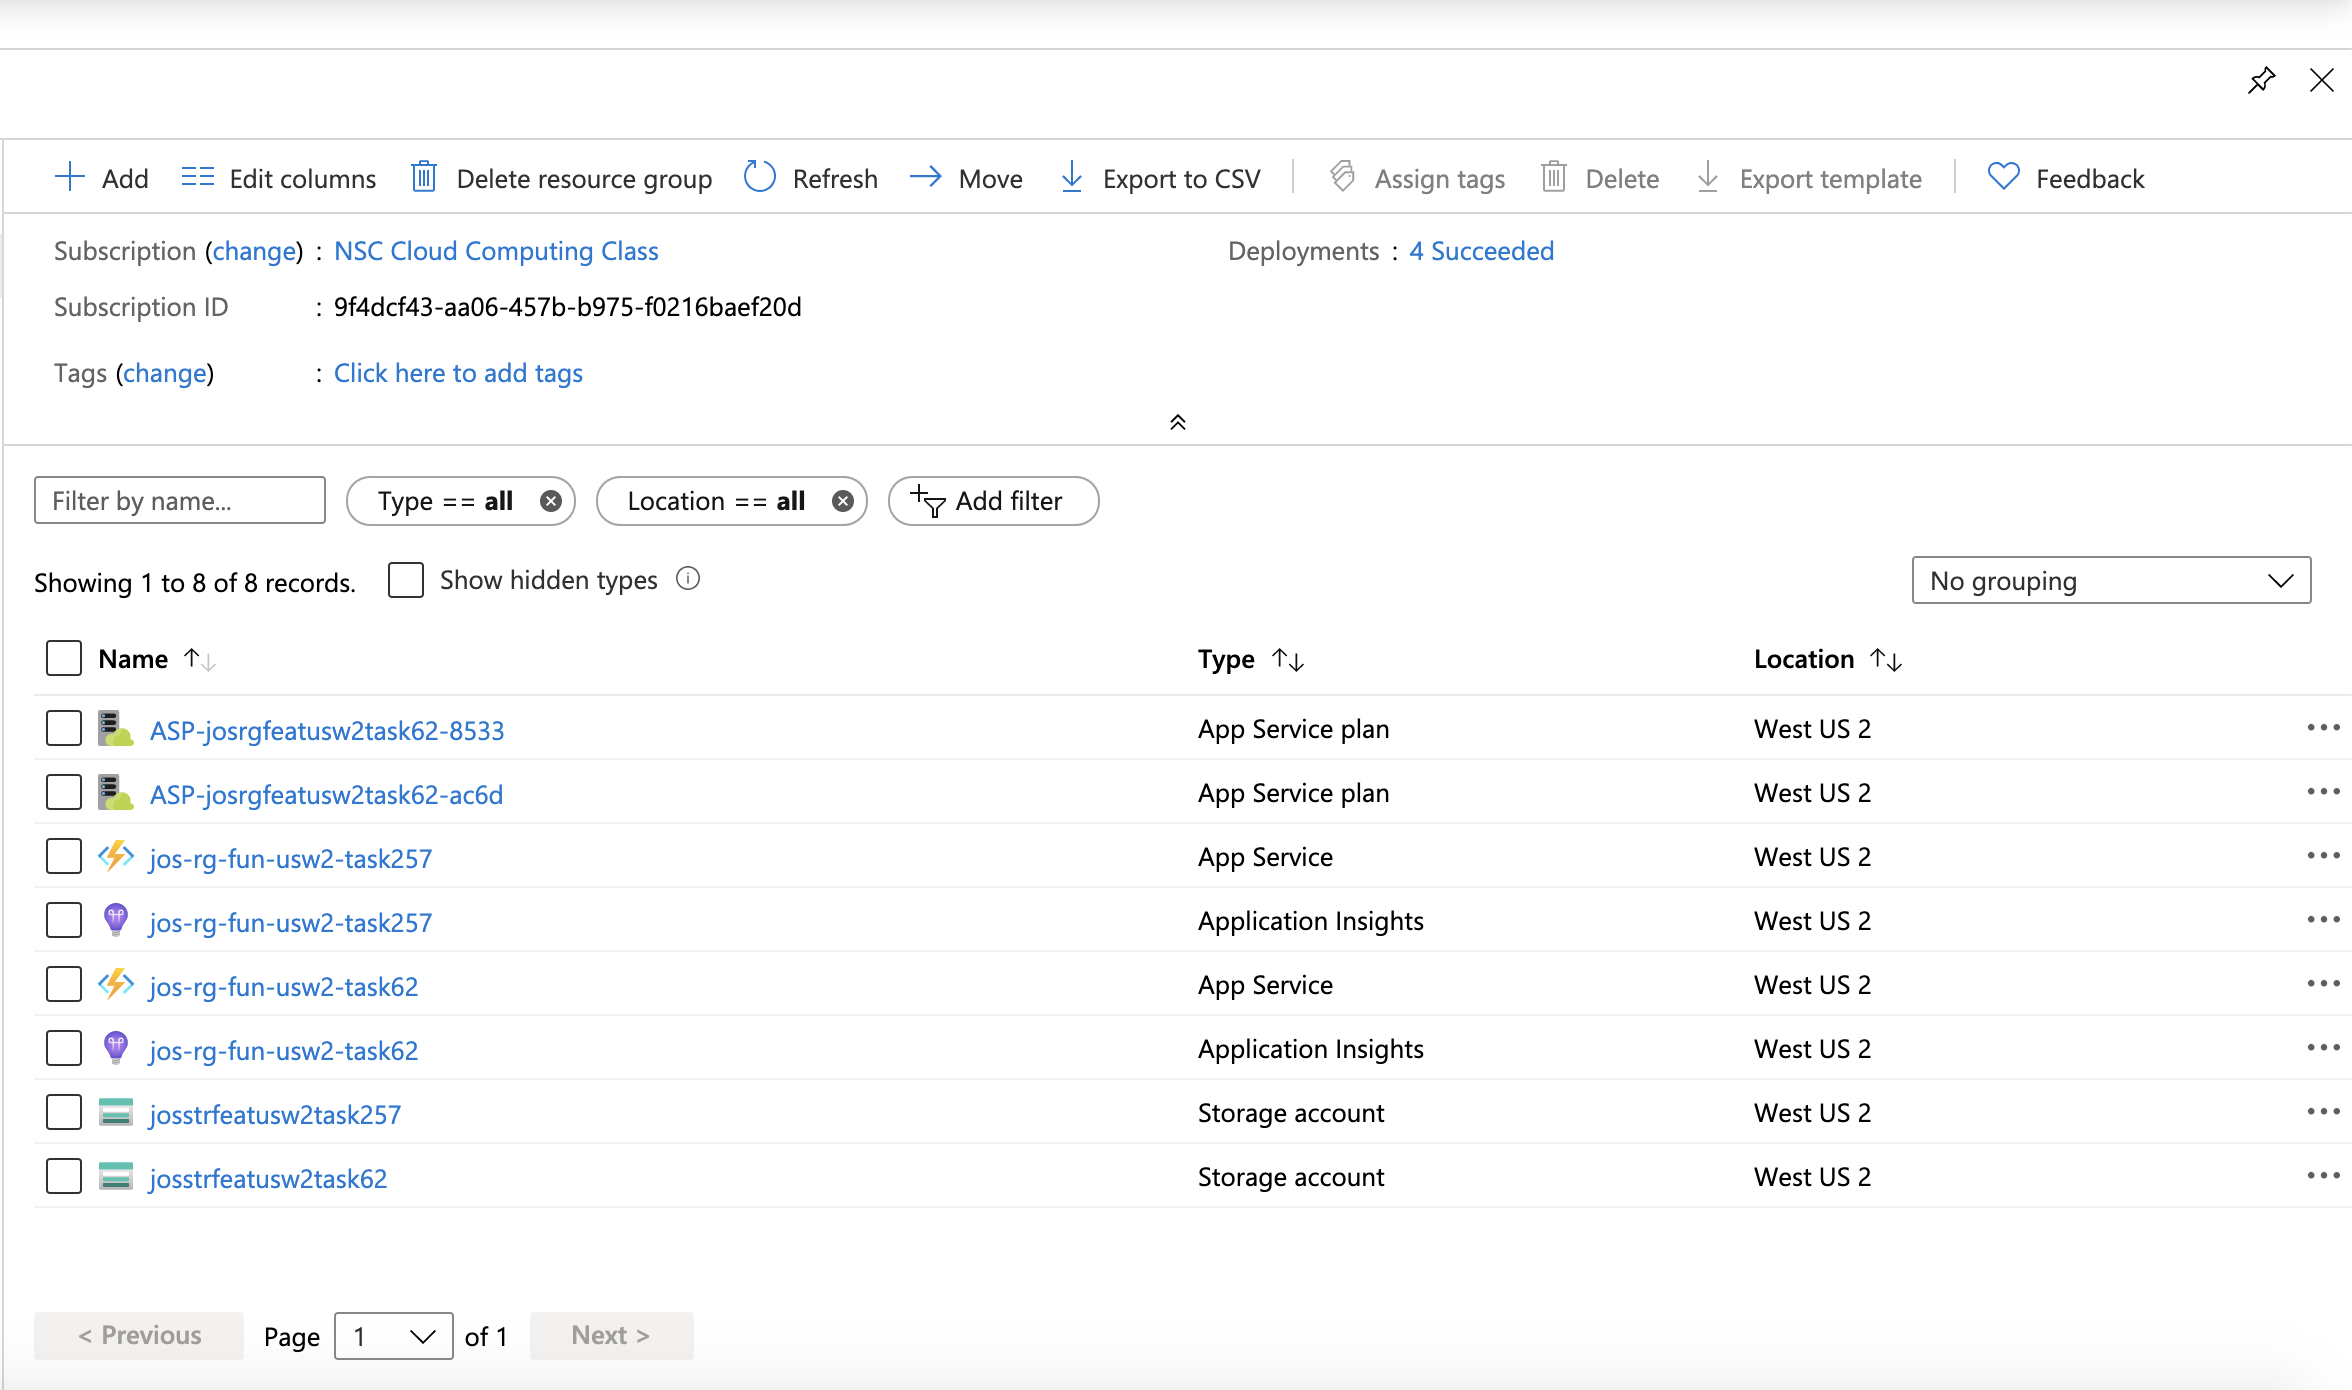 Add Edit columns Delete resource group Refresh Move Export to CSV Assign tags Delete Export template Feedback
Subscription (change) : NSC Cloud Computing Class Deployments : 4 Succeeded
Subscription ID : 9f4dcf43-aa06-457b-b975-f0216baef20d
Tags (change) : Click here to add tags
Filter by name... Type == all Location == all Add filter
Showing 1 to 8 of 8 records. Show hidden types No grouping
Name Type Location
ASP-josrgfeatusw2task62-8533 App Service plan West US 2
ASP-josrgfeatusw2task62-ac6d App Service plan West US 2
jos-rg-fun-usw2-task257 App Service West US 2
jos-rg-fun-usw2-task257 Application Insights West US 2
jos-rg-fun-usw2-task62 App Service West US 2
jos-rg-fun-usw2-task62 Application Insights West US 2
josstrfeatusw2task257 Storage account West US 2
josstrfeatusw2task62 Storage account West US 2
< Previous Page 1 of 1 Next >